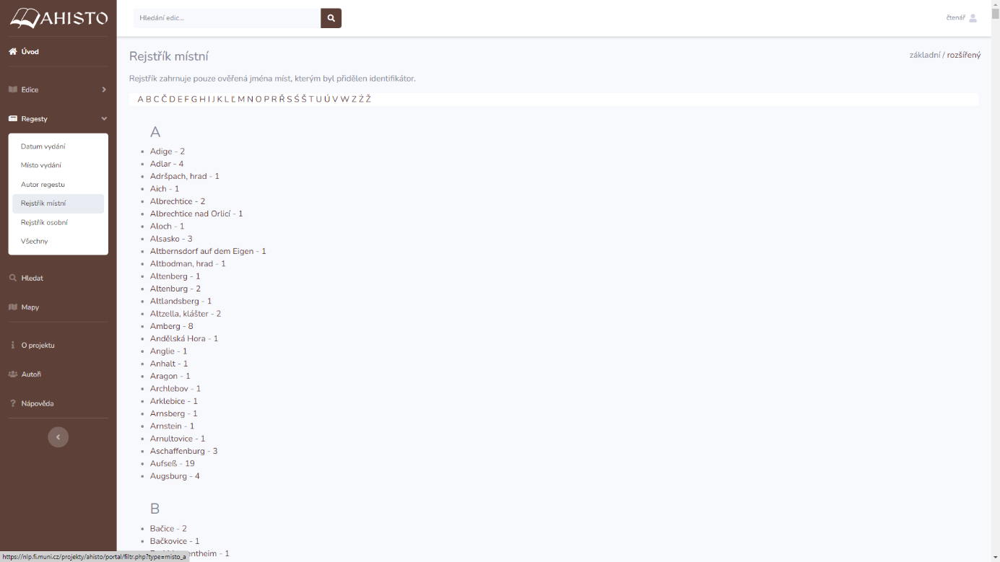 AHISTO
Úvod
Edice
Regesty
Datum vydání
Místo vydání
Autor regestu
Rejstřík místní
Rejstřík osobní
Všechny
Hledat
Mapy
O projektu
Autoři
Nápověda
Hledání edic...
čtenář
Rejstřík místní
základní / rozšířený
Rejstřík zahrnuje pouze ověřená jména míst, kterým byl přidělen identifikátor.
A B C Č D E F G H I J K L Ľ M N O P R Ř S Ś Š T U Ú V W Z Ż Ž
A
Adige - 2
Adlar - 4
Adršpach, hrad - 1
Aich - 1
Albrechtice - 2
Albrechtice nad Orlicí - 1
Aloch - 1
Alsasko - 3
Altbernsdorf auf dem Eigen - 1
Altbodman, hrad - 1
Altenberg - 1
Altenburg - 2
Altlandsberg - 1
Altzella, klášter - 2
Amberg - 8
Andělská Hora - 1
Anglie - 1
Anhalt - 1
Aragon - 1
Archlebov - 1
Arklebice - 1
Arnsberg - 1
Arnstein - 1
Arnultovice - 1
Aschaffenburg - 3
Aufseß - 19
Augsburg - 4
B
Bačice - 2
Bačkovice - 1
entheim - 1
https://nlp.fi.muni.cz/projekty/ahisto/portal/filtr.php?type=misto_a